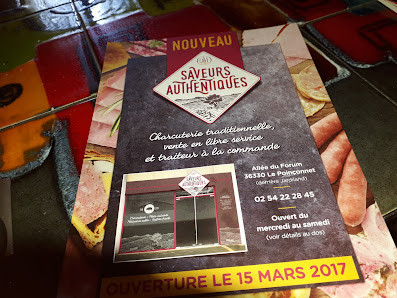 NOUVEAU
SAVEURS
AUTHENTIQUES
Charcuterie traditionnelle,
vente en libre service
et traiteur à la commande
Allée du Forum
36330 Le Poinçonnet
(derrière Jardiland)
02 54 22 28 45
Ouvert du
mercredi au samedi
(voir détails au dos)
SAVEURS
AUTHENTIQUES
OUVERTURE LE 15 MARS 2017